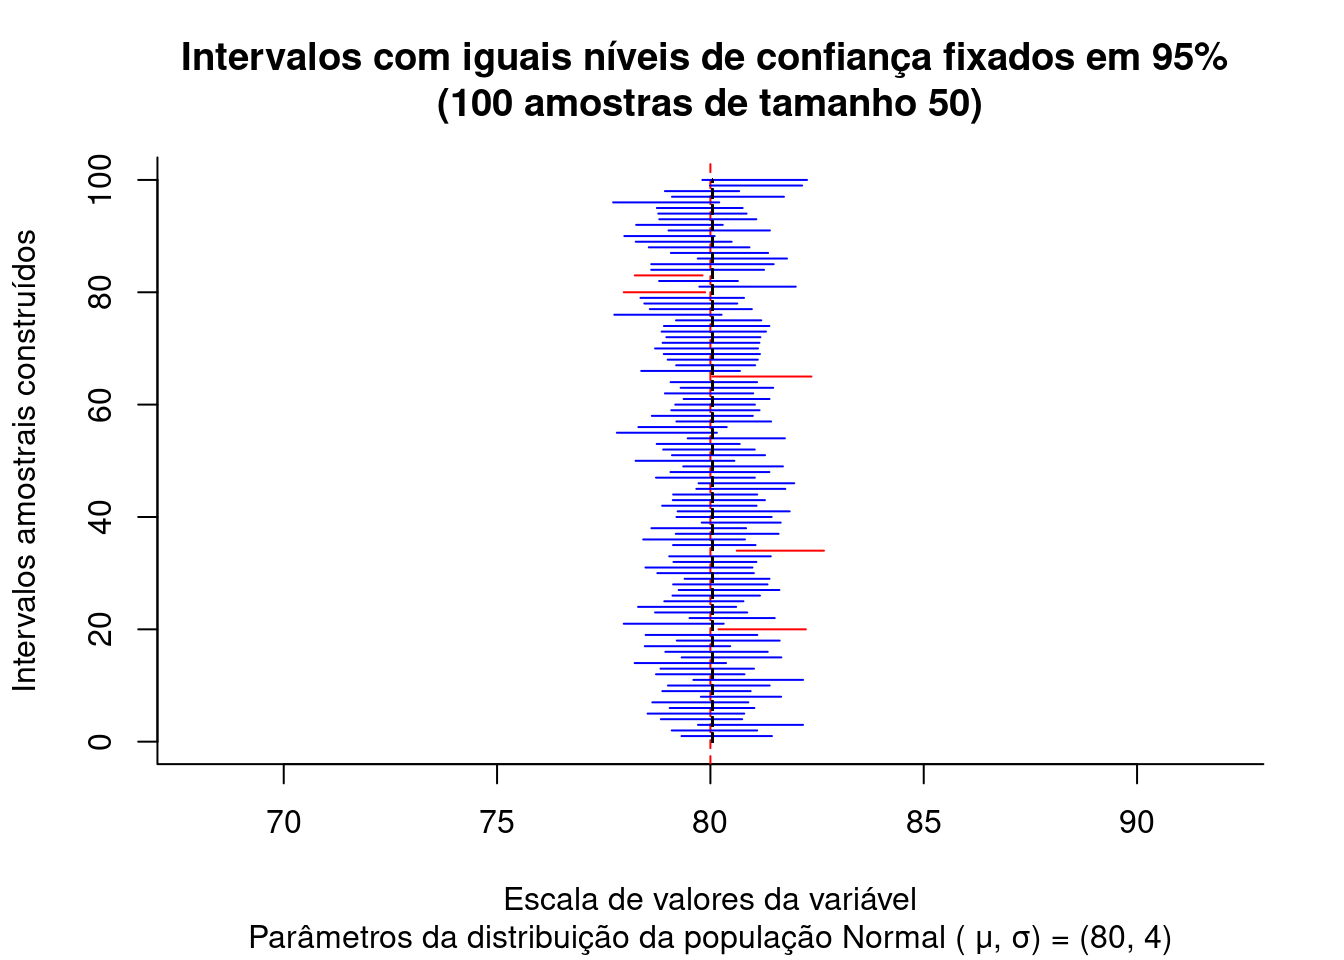 Intervalos com iguais níveis de confiança fixados em 95%
(100 amostras de tamanho 50)
Intervalos amostrais construídos
100
80
60
40
20
0
70 75 80 85 90
Escala de valores da variável
Parâmetros da distribuição da população Normal ( μ, σ) = (80, 4)